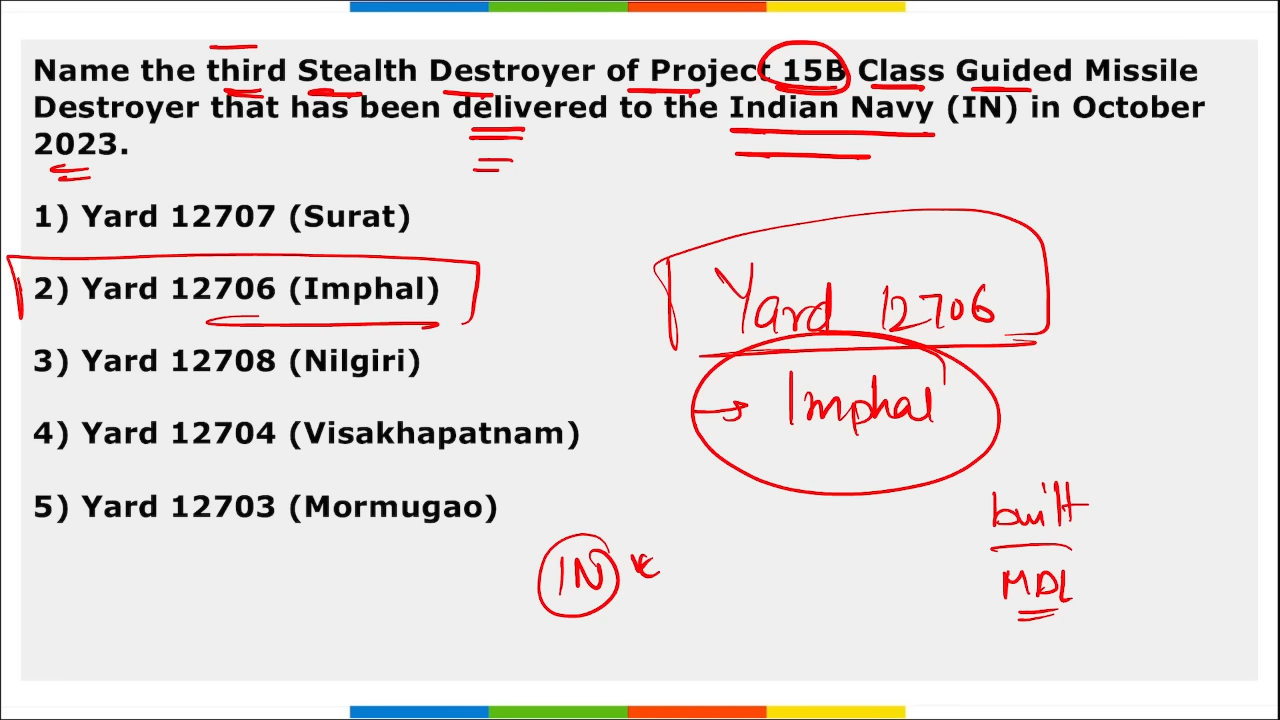 Name the third Stealth Destroyer of Project 15B Class Guided Missile
Destroyer that has been delivered to the Indian Navy (IN) in October
2023.
1) Yard 12707 (Surat)
2) Yard 12706 (Imphal)
3) Yard 12708 (Nilgiri)
4) Yard 12704 (Visakhapatnam)
5) Yard 12703 (Mormugao)
Yard 12706
Imphal
built
MDL
IN